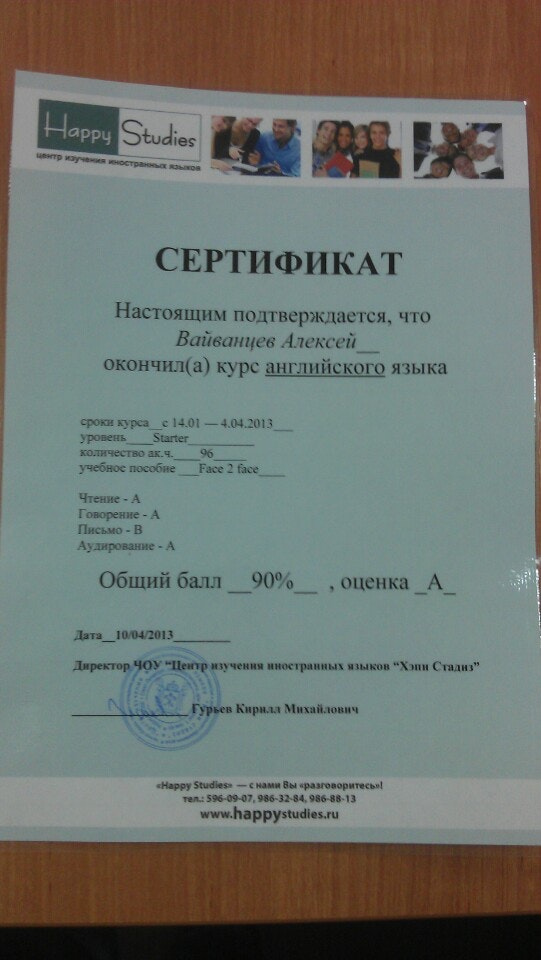 Happy Studies
центр изучения иностранных языков
СЕРТИФИКАТ
Настоящим подтверждается, что
Вайванцев Алексей__
окончил(а) курс английского языка
сроки курса__с 14.01 — 4.04.2013___
уровень____Starter__________
количество ак.ч.____96_____
учебное пособие ___Face 2 face____
Чтение - A
Говорение - A
Письмо - B
Аудирование - A
Общий балл __90%__ , оценка _A_
Дата__10/04/2013_________
Директор ЧОУ “Центр изучения иностранных языков “Хэпи Стадиз”
__________________ Гурьев Кирилл Михайлович
«Happy Studies» — с нами Вы «разговоритесь»!
тел.: 596-09-07, 986-32-84, 986-88-13
www.happystudies.ru